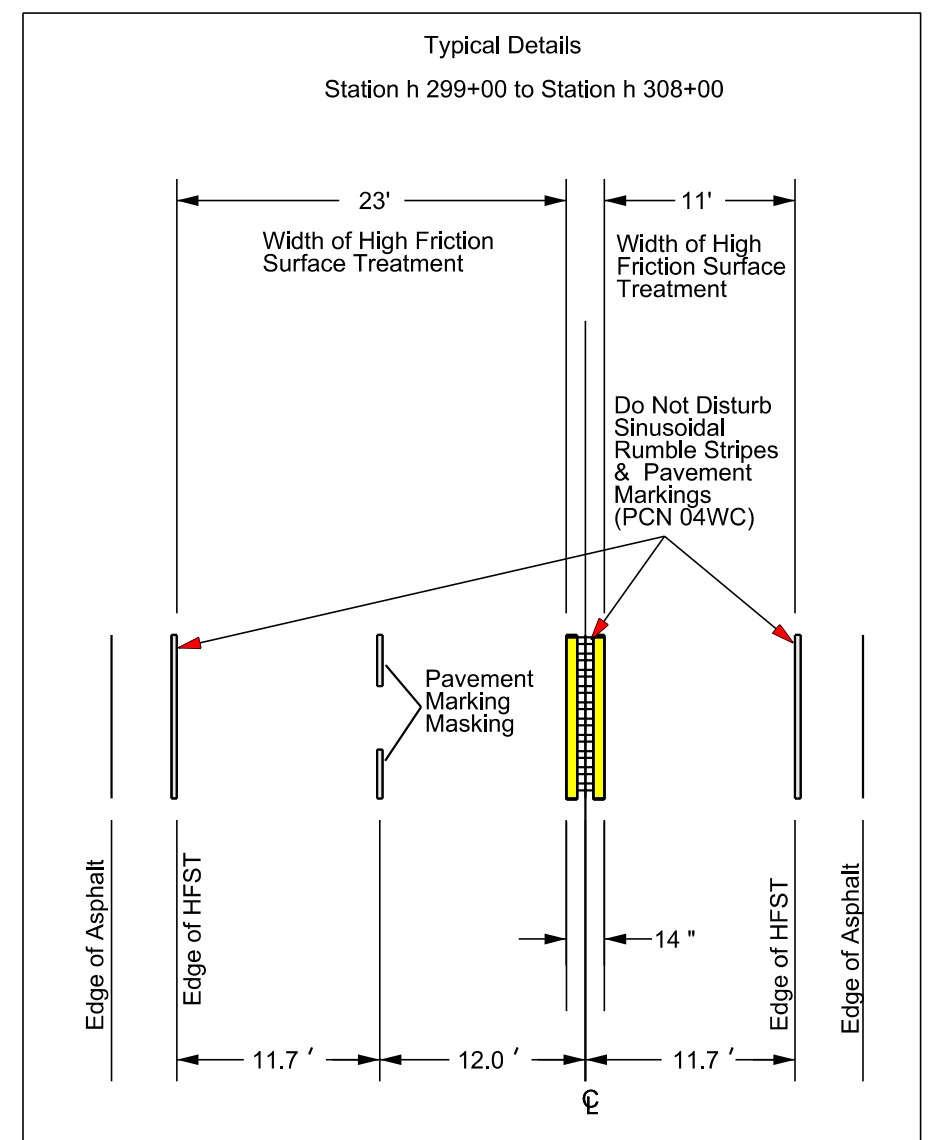 Typical Details
Station h 299+00 to Station h 308+00
23'
11'
Width of High Friction
Surface Treatment
Width of High
Friction Surface
Treatment
Do Not Disturb
Sinusoidal
Rumble Stripes
& Pavement
Markings
(PCN 04WC)
Pavement
Marking
Masking
Edge of Asphalt
Edge of HFST
14 "
Edge of HFST
Edge of Asphalt
11.7 ′
12.0 ′
11.7 ′
℄